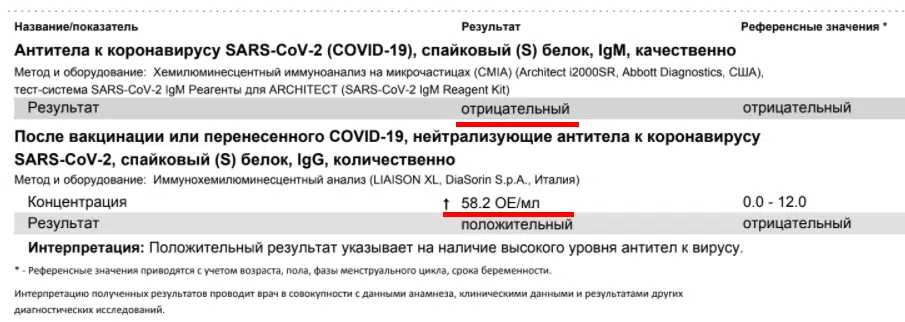 Название/показатель Результат Референсные значения *
Антитела к коронавирусу SARS-CoV-2 (COVID-19), спайковый (S) белок, IgM, качественно
Метод и оборудование: Хемилюминесцентный иммуноанализ на микрочастицах (CMIA) (Architect i2000SR, Abbott Diagnostics, США),
тест-система SARS-CoV-2 IgM Реагенты для ARCHITECT (SARS-CoV-2 IgM Reagent Kit)
Результат отрицательный отрицательный
После вакцинации или перенесенного COVID-19, нейтрализующие антитела к коронавирусу
SARS-CoV-2, спайковый (S) белок, IgG, количественно
Метод и оборудование: Иммунохемилюминесцентный анализ (LIAISON XL, DiaSorin S.p.A., Италия)
Концентрация ↑ 58.2 ОЕ/мл 0.0 - 12.0
Результат положительный отрицательный
Интерпретация: Положительный результат указывает на наличие высокого уровня антител к вирусу.
* - Референсные значения приводятся с учетом возраста, пола, фазы менструального цикла, срока беременности.
Интерпретацию полученных результатов проводит врач в совокупности с данными анамнеза, клиническими данными и результатами других
диагностических исследований.